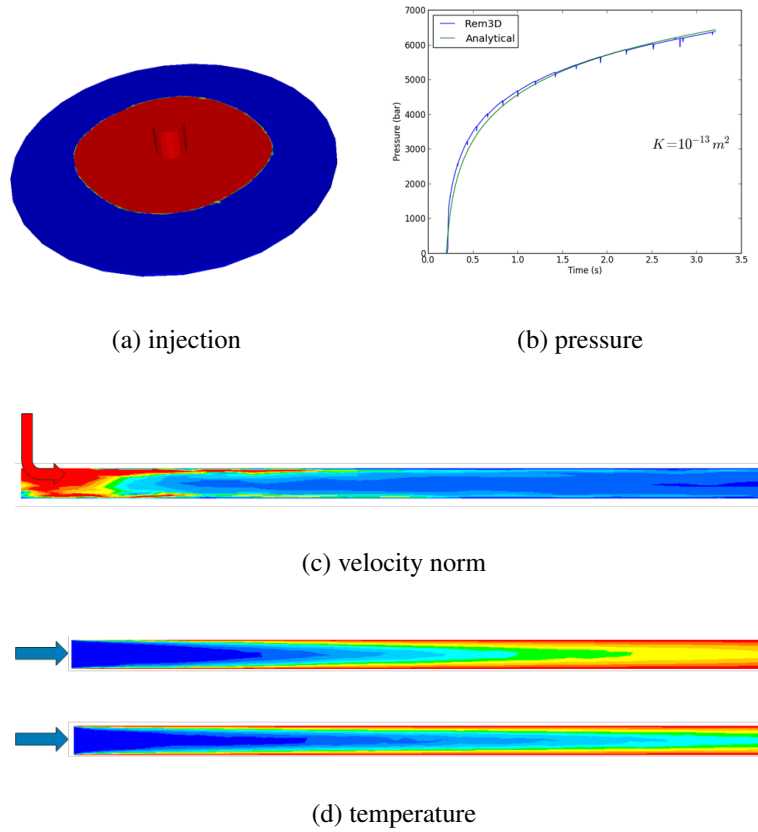 7000
6000
5000
4000
3000
2000
1000
0
Pressure (bar)
Rem3D
Analytical
K=10⁻¹³ m²
0.0 0.5 1.0 1.5 2.0 2.5 3.0 3.5
Time (s)
(a) injection
(b) pressure
(c) velocity norm
(d) temperature